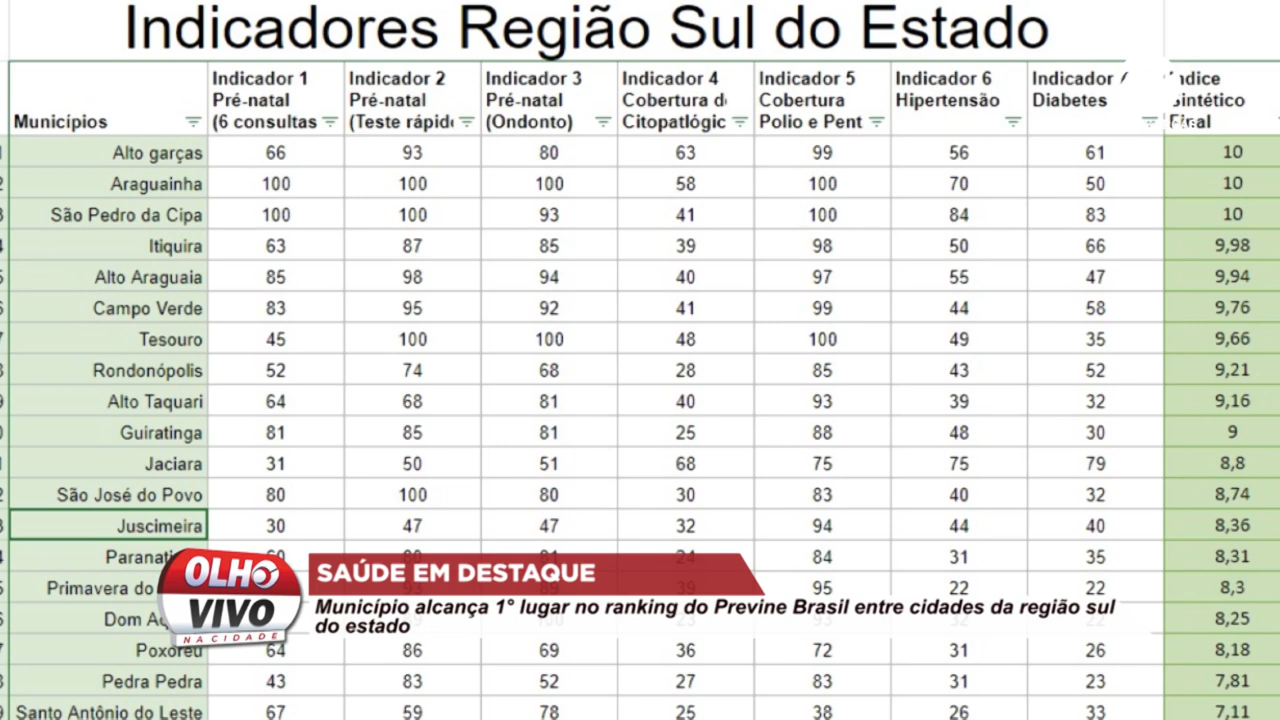 Indicadores Região Sul do Estado
Municípios Indicador 1 Pré-natal (6 consultas Indicador 2 Pré-natal (Teste rápid Indicador 3 Pré-natal (Ondonto) Indicador 4 Cobertura d Citopatlógic Indicador 5 Cobertura Polio e Pent Indicador 6 Hipertensão Indicador Diabetes Sintético Final
Alto garças 66 93 80 63 99 56 61 10
Araguainha 100 100 100 58 100 70 50 10
São Pedro da Cipa 100 100 93 41 100 84 83 10
Itiquira 63 87 85 39 98 50 66 9,98
Alto Araguaia 85 98 94 40 97 55 47 9,94
Campo Verde 83 95 92 41 99 44 58 9,76
Tesouro 45 100 100 48 100 49 35 9,66
Rondonópolis 52 74 68 28 85 43 52 9,21
Alto Taquari 64 68 81 40 93 39 32 9,16
Guiratinga 81 85 81 25 88 48 30 9
Jaciara 31 50 51 68 75 75 79 8,8
São José do Povo 80 100 80 30 83 40 32 8,74
Juscimeira 30 47 47 32 94 44 40 8,36
84 31 35 8,31
Primavera do 95 22 22 8,3
Dom 8,25
Poxoréu 64 86 69 36 72 31 26 8,18
Pedra Pedra 43 83 52 27 83 31 23 7,81
Santo Antônio do Leste 67 59 78 25 38 26 33 7,11
OLHO
VIVO
NA CIDADE
SAÚDE EM DESTAQUE
Município alcança 1° lugar no ranking do Previne Brasil entre cidades da região sul
do estado